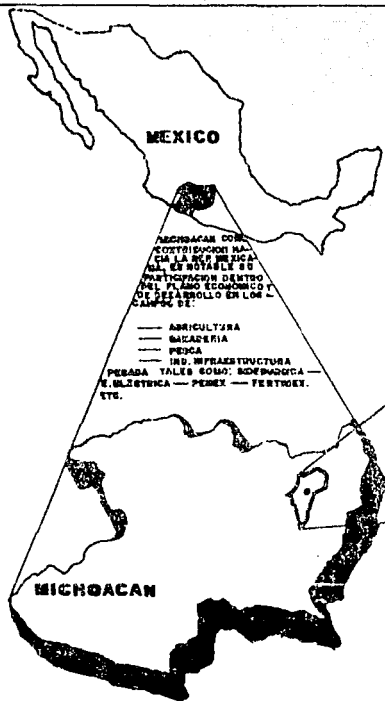 MEXICO
MICHOACAN COMO
CONTRIBUCION HA-
CIA LA REP MEXICA-
NA, ES NOTABLE SU
PARTICIPACION DENTRO
DEL PLANO ECONOMICO Y
DE DESARROLLO EN LOS -
CAMPOS DE:
AGRICULTURA
GANADERIA
PESCA
IND. INFRAESTRUCTURA
PESADA TALES COMO: SIDERURGICA —
E. ELECTRICA — PEMEX — FERTIMEX.
ETC.
MICHOACAN